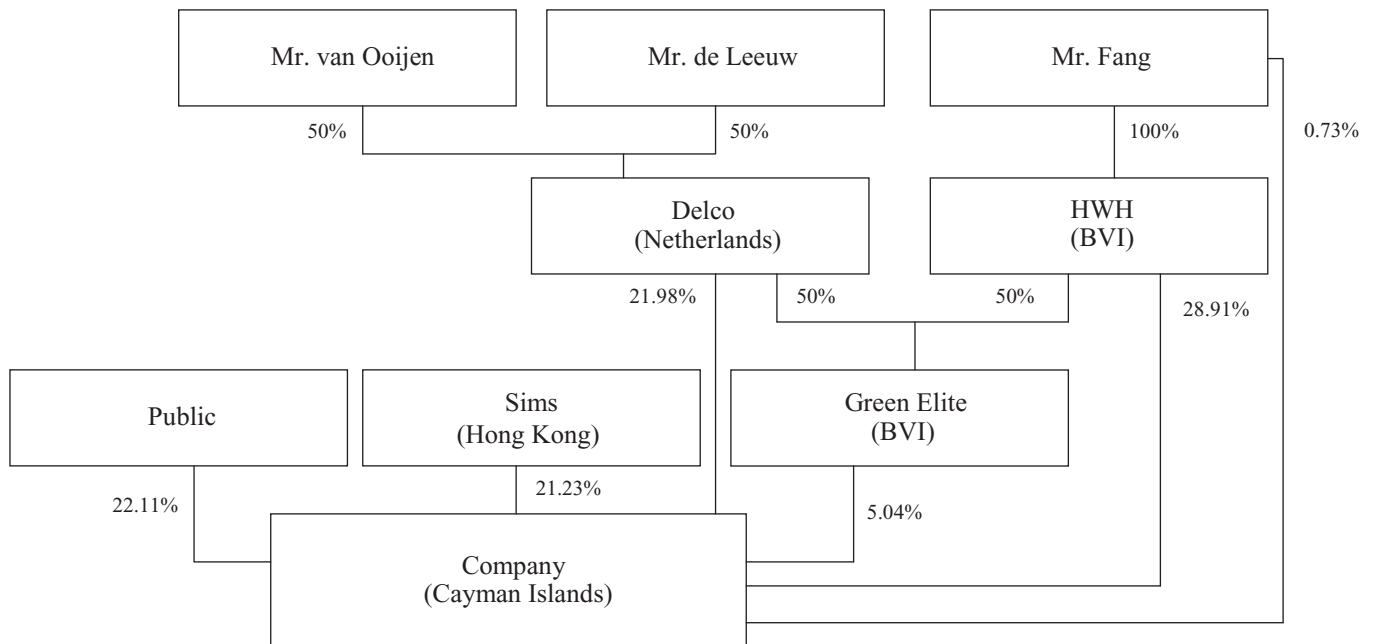 Mr. van Ooijen
Mr. de Leeuw
Mr. Fang
50%
50%
100%
0.73%
Delco
(Netherlands)
HWH
(BVI)
21.98%
50%
50%
28.91%
Public
Sims
(Hong Kong)
Green Elite
(BVI)
22.11%
21.23%
5.04%
Company
(Cayman Islands)